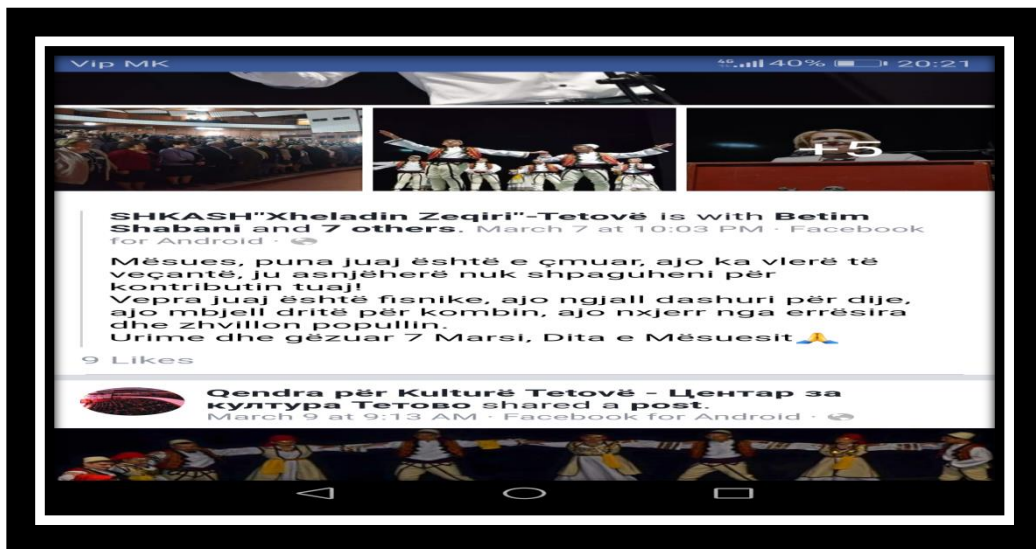 Vip MK 4G 40% 20:21
+5
SHKASH"Xheladin Zeqiri"-Tetovë is with Betim
Shabani and 7 others. March 7 at 10:03 PM · Facebook
for Android ·
Mësues, puna juaj është e çmuar, ajo ka vlerë të
veçantë, ju asnjëherë nuk shpaguheni për
kontributin tuaj!
Vepra juaj është fisnike, ajo ngjall dashuri për dije,
ajo mbjell dritë për kombin, ajo nxjerr nga errësira
dhe zhvillon popullin.
Urime dhe gëzuar 7 Marsi, Dita e Mësuesit🙏
9 Likes
Qendra për Kulturë Tetovë - Центар за
култура Тетово shared a post.
March 9 at 9:13 AM · Facebook for Android ·